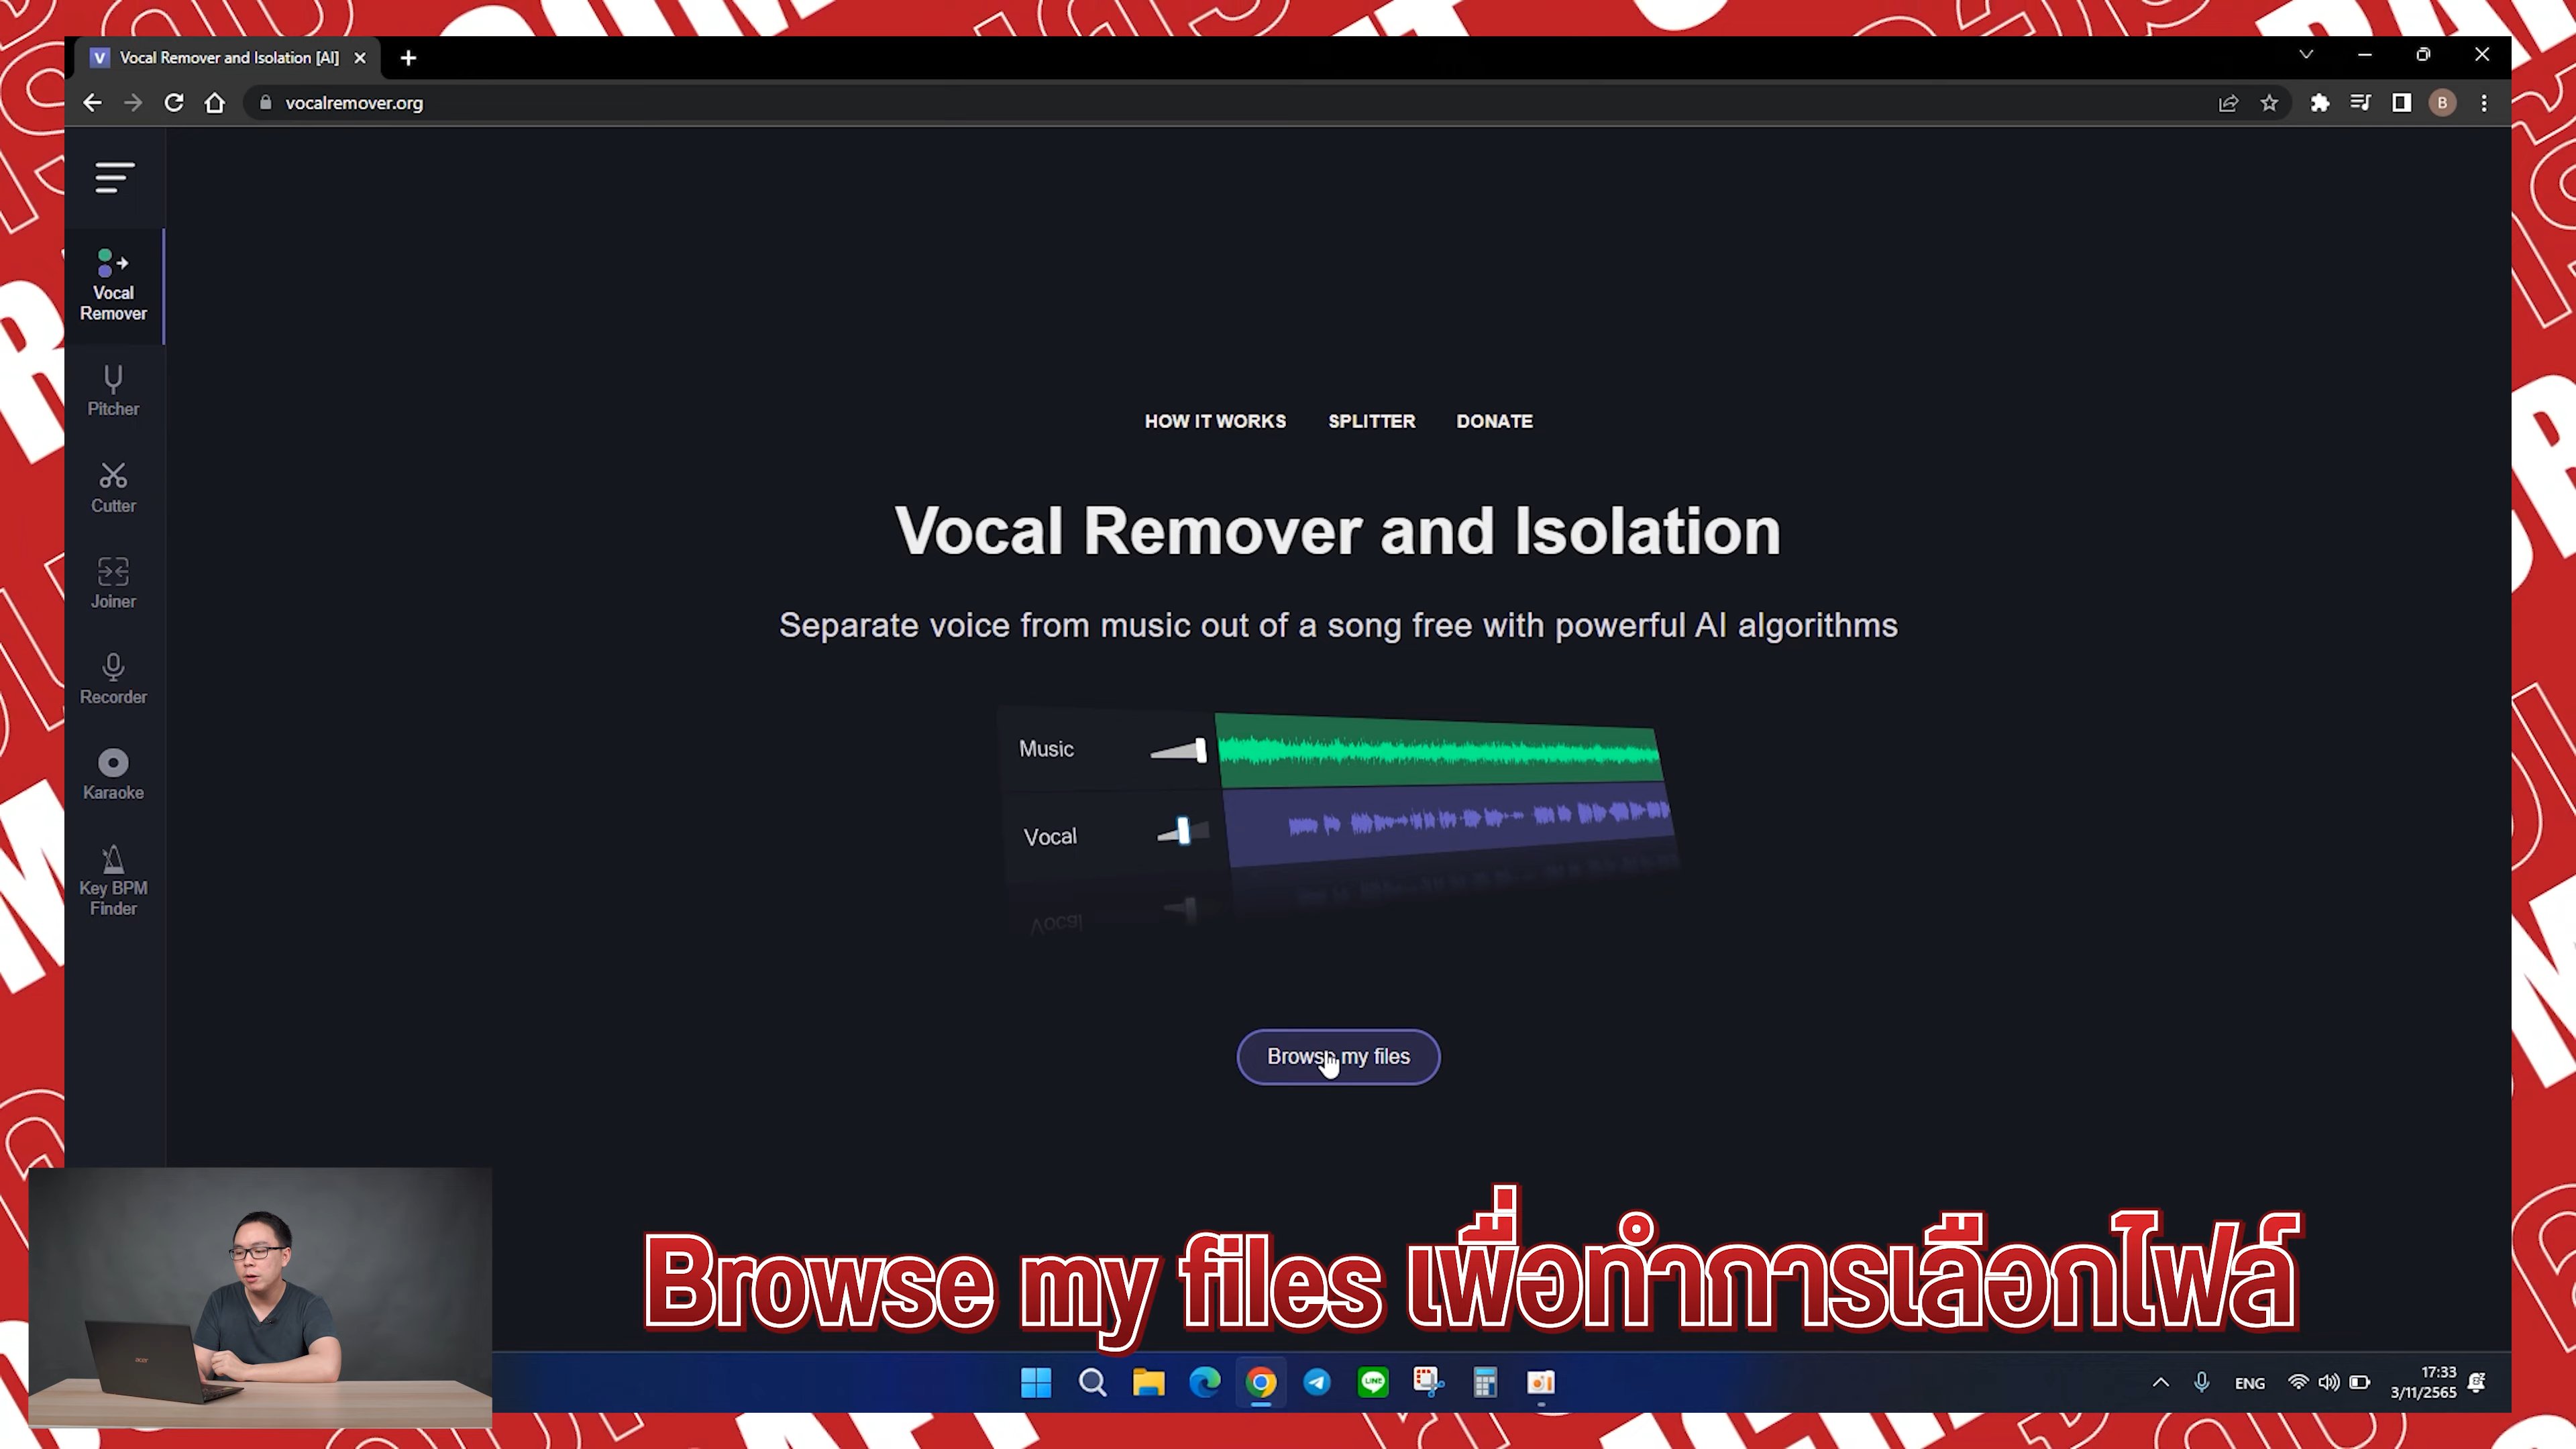 Vocal Remover and Isolation [AI]
vocalremover.org
Vocal
Remover
Pitcher
Cutter
Joiner
Recorder
Karaoke
Key BPM
Finder
HOW IT WORKS SPLITTER DONATE
Vocal Remover and Isolation
Separate voice from music out of a song free with powerful AI algorithms
Music
Vocal
Vocal
Browse my files
Browse my files เพื่อทำการเลือกไฟล์
acer
LINE
ENG
17:33
3/11/2565
B